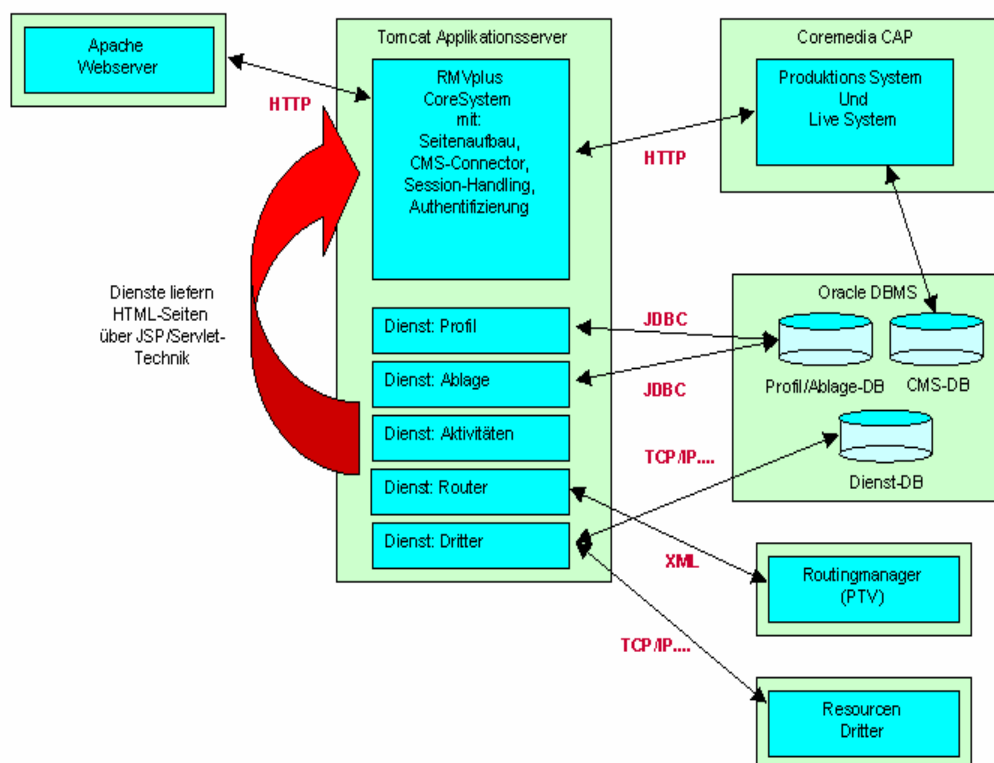 Apache
Webserver
HTTP
Tomcat Applikationsserver
RMVplus
CoreSystem
mit:
Seitenaufbau,
CMS-Connector,
Session-Handling,
Authentifizierung
HTTP
Coremedia CAP
Produktions System
Und
Live System
Dienste liefern
HTML-Seiten
über JSP/Servlet-
Technik
Dienst: Profil
Dienst: Ablage
Dienst: Aktivitäten
Dienst: Router
Dienst: Dritter
JDBC
JDBC
TCP/IP....
XML
TCP/IP....
Oracle DBMS
Profil/Ablage-DB
CMS-DB
Dienst-DB
Routingmanager
(PTV)
Resourcen
Dritter